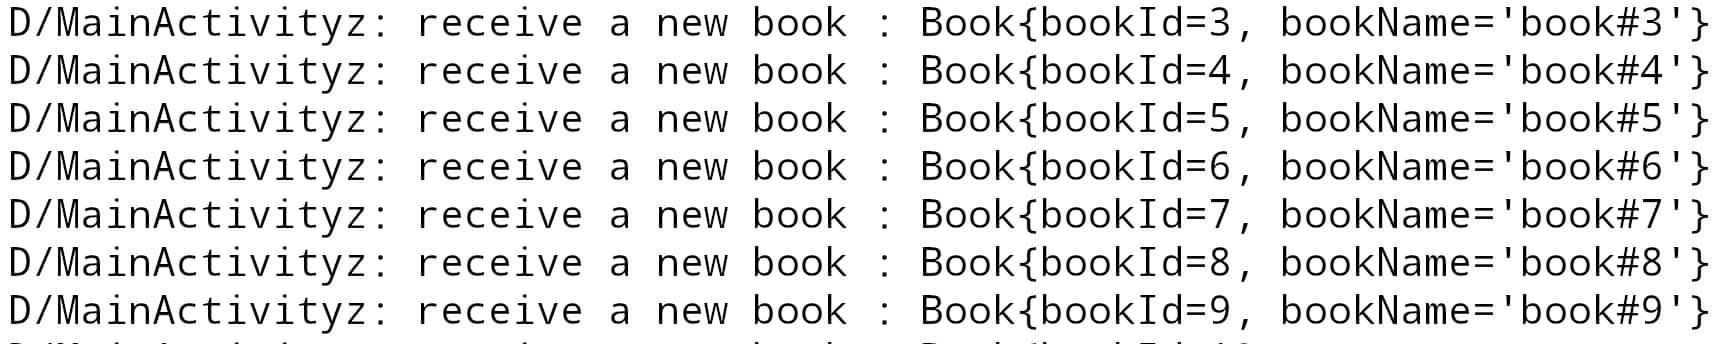 D/MainActivityz: receive a new book : Book{bookId=3, bookName='book#3'}
D/MainActivityz: receive a new book : Book{bookId=4, bookName='book#4'}
D/MainActivityz: receive a new book : Book{bookId=5, bookName='book#5'}
D/MainActivityz: receive a new book : Book{bookId=6, bookName='book#6'}
D/MainActivityz: receive a new book : Book{bookId=7, bookName='book#7'}
D/MainActivityz: receive a new book : Book{bookId=8, bookName='book#8'}
D/MainActivityz: receive a new book : Book{bookId=9, bookName='book#9'}